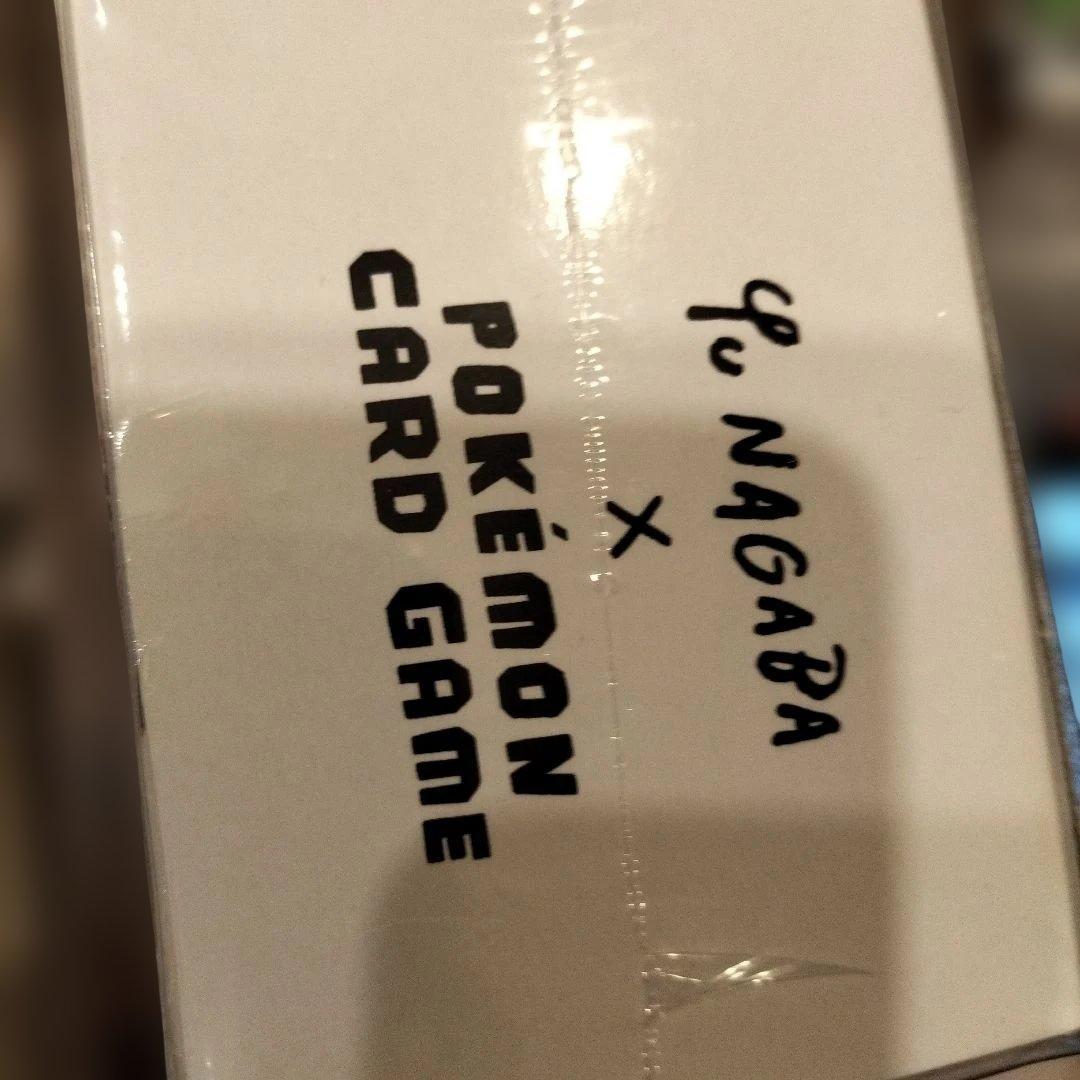 Yu NAGABA
×
POKÉMON
CARD GAME